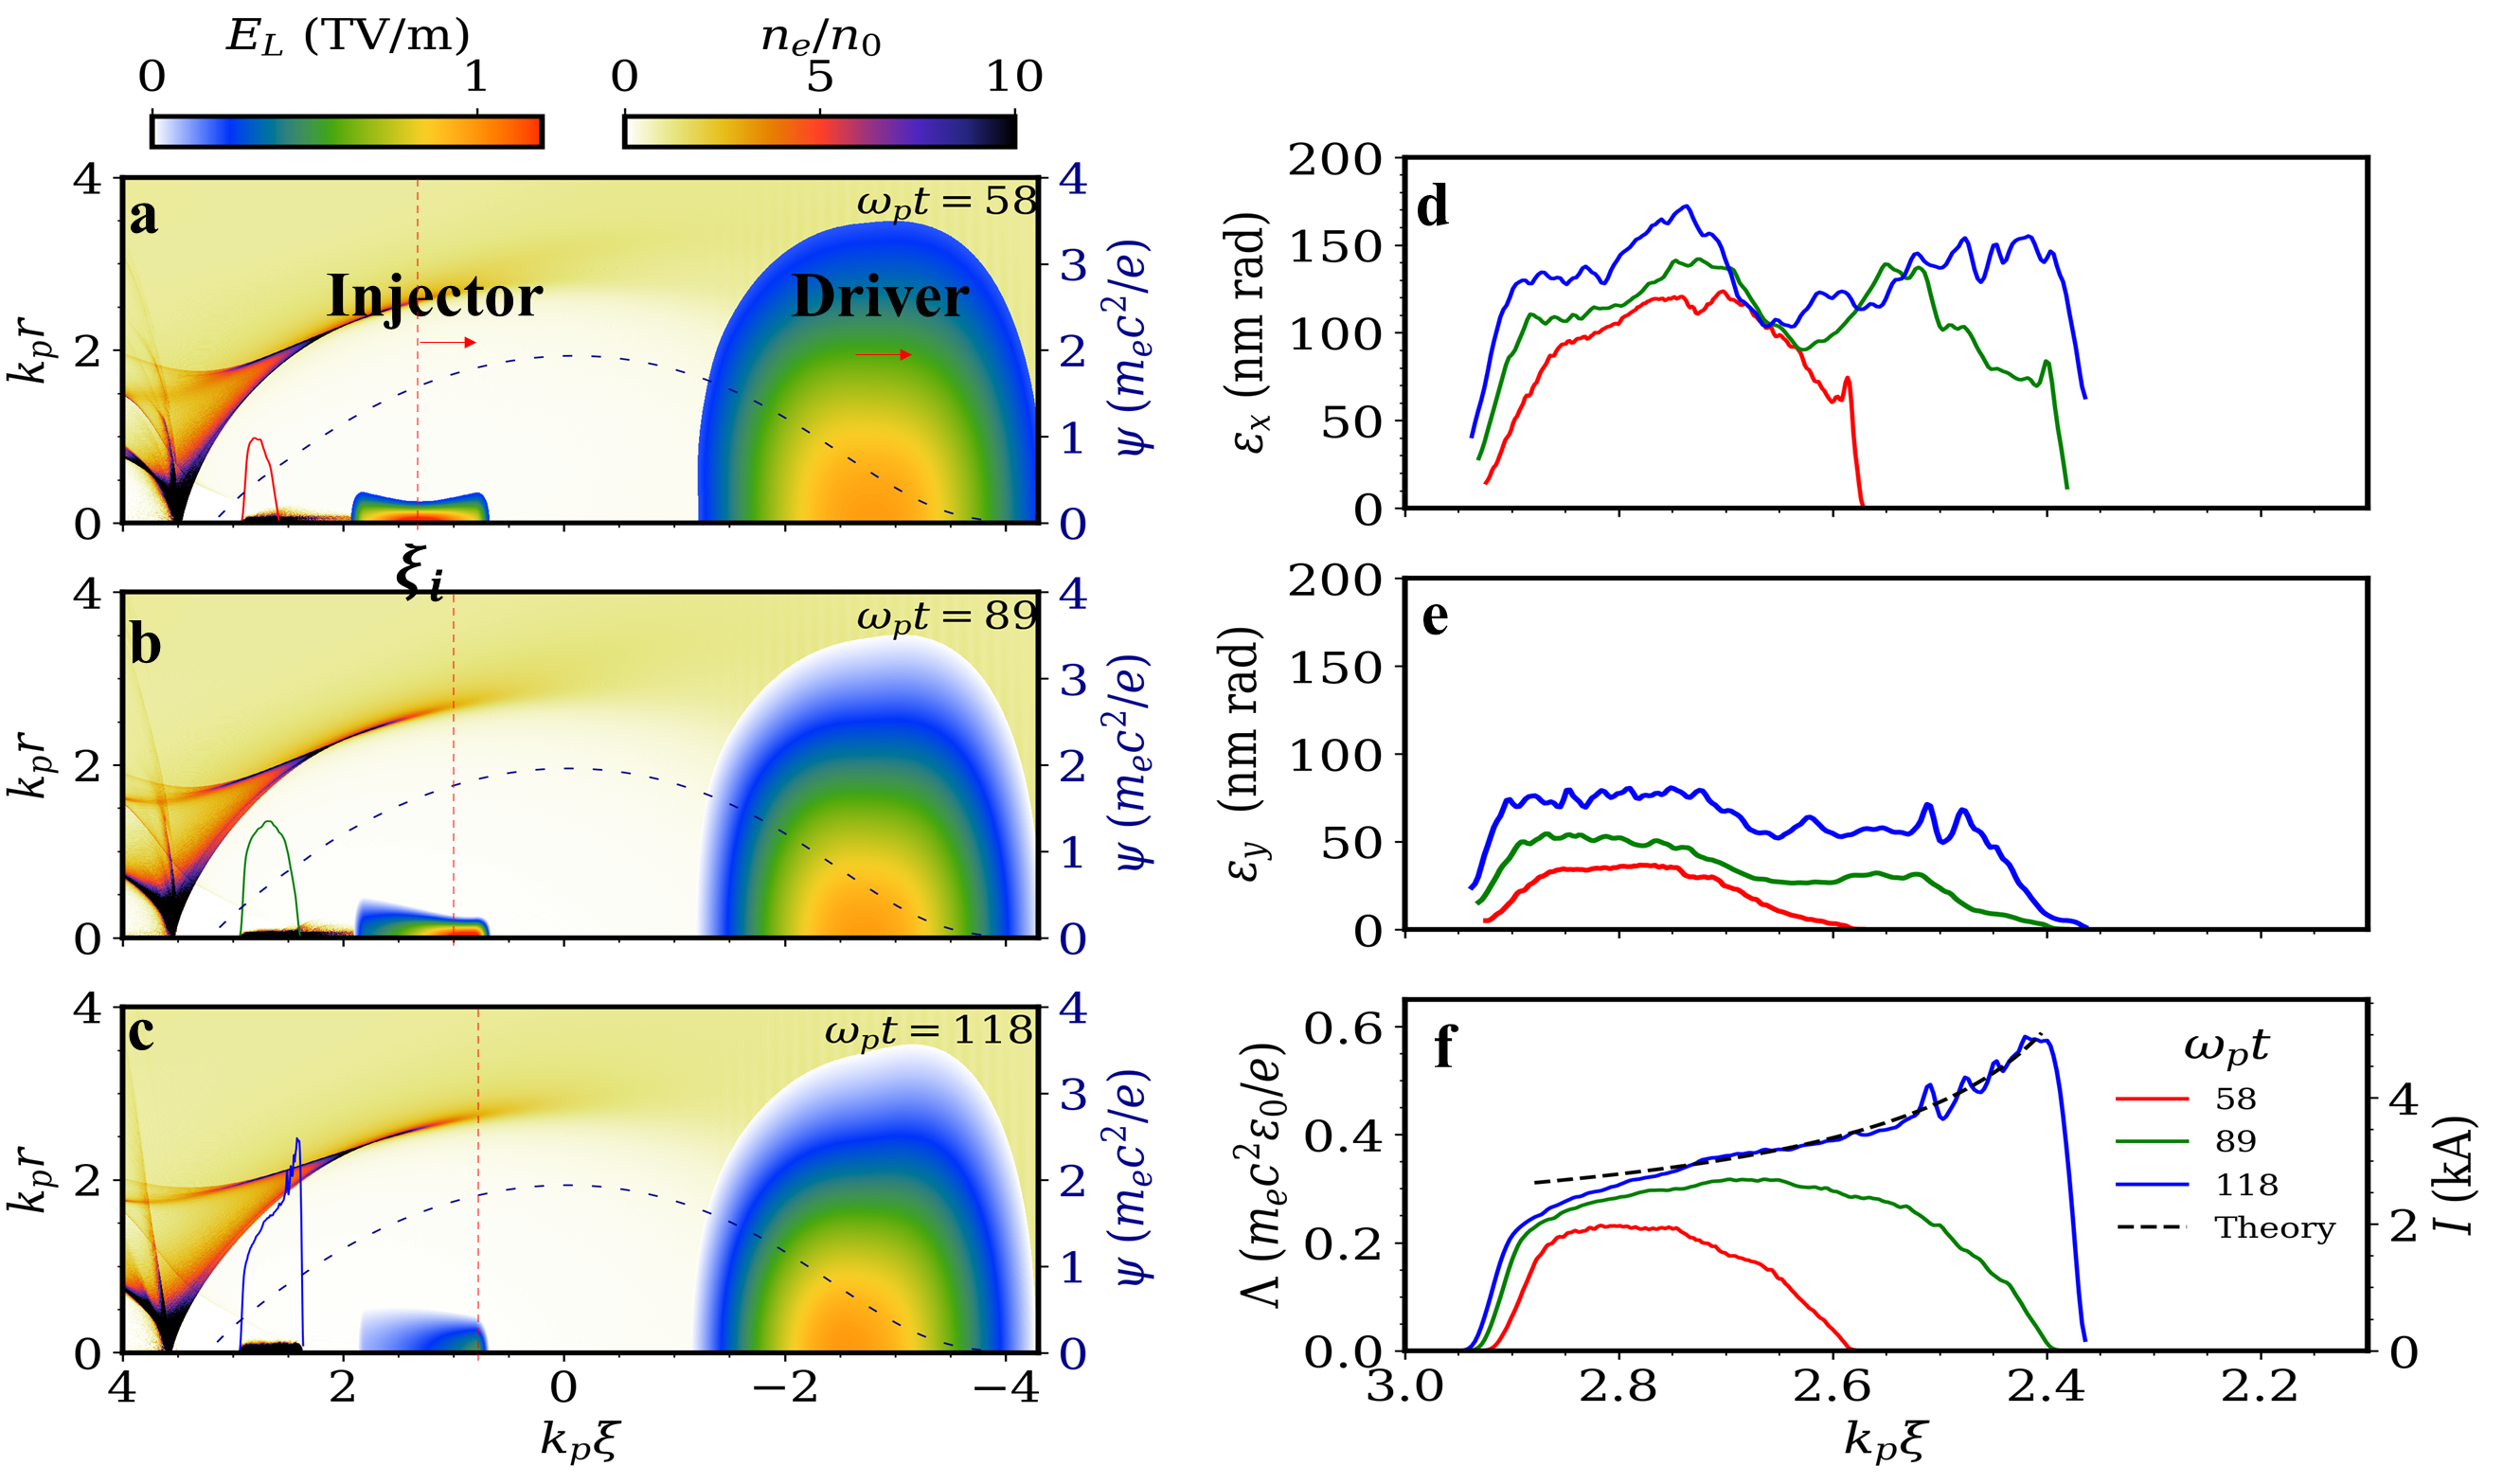 E_L (TV/m)
0 1
n_e/n_0
0 5 10
a
ω_p t = 58
Injector
Driver
k_p r
4
2
0
ψ (m_e c^2/e)
4
3
2
1
0
ξ_i
b
ω_p t = 89
k_p r
4
2
0
ψ (m_e c^2/e)
4
3
2
1
0
c
ω_p t = 118
k_p r
4
2
0
ψ (m_e c^2/e)
4
3
2
1
0
4 2 0 −2 −4
k_p ξ
d
ε_x (nm rad)
200
150
100
50
0
e
ε_y (nm rad)
200
150
100
50
0
f
Λ (m_e c^2 ε_0/e)
0.6
0.4
0.2
0.0
ω_p t
58
89
118
Theory
I (kA)
4
2
0
3.0 2.8 2.6 2.4 2.2
k_p ξ